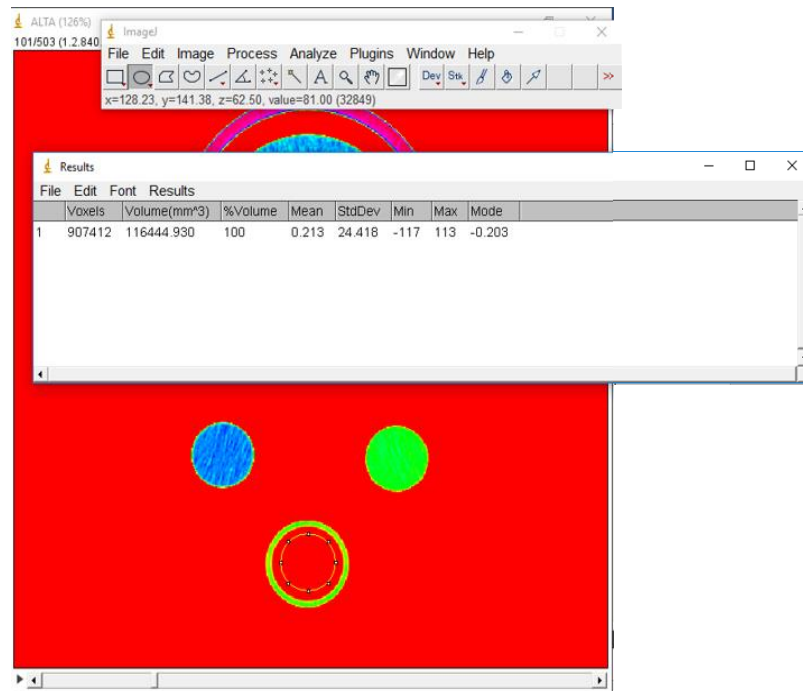 ALTA (126%)
101/503 (1.2.840
ImageJ
File Edit Image Process Analyze Plugins Window Help
Dev Stk
x=128.23, y=141.38, z=62.50, value=81.00 (32849)
Results
File Edit Font Results
Voxels Volume(mm^3) %Volume Mean StdDev Min Max Mode
1 907412 116444.930 100 0.213 24.418 -117 113 -0.203